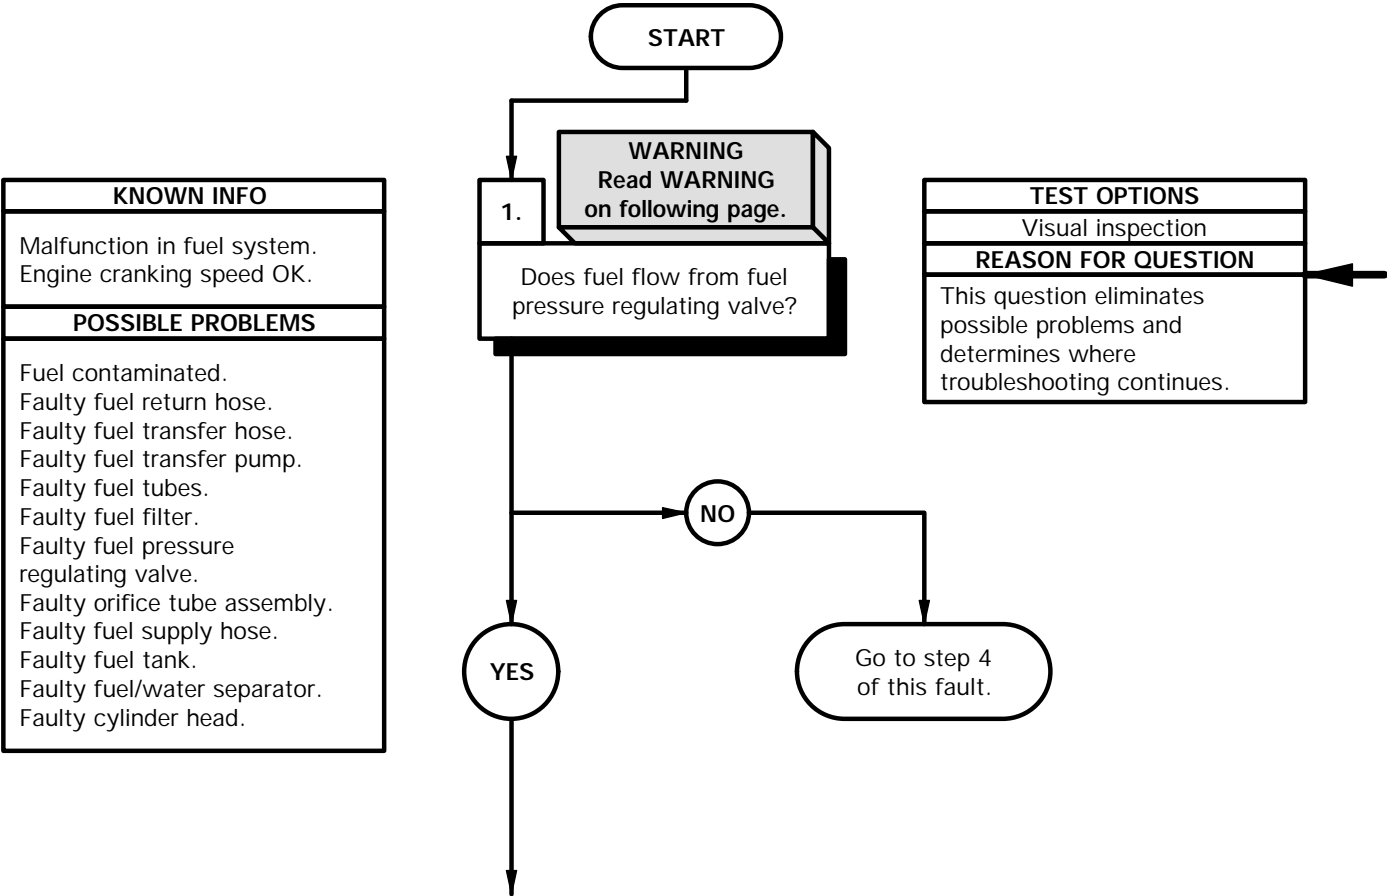 START
WARNING
Read WARNING
on following page.
1.
Does fuel flow from fuel
pressure regulating valve?
KNOWN INFO
Malfunction in fuel system.
Engine cranking speed OK.
POSSIBLE PROBLEMS
Fuel contaminated.
Faulty fuel return hose.
Faulty fuel transfer hose.
Faulty fuel transfer pump.
Faulty fuel tubes.
Faulty fuel filter.
Faulty fuel pressure
regulating valve.
Faulty orifice tube assembly.
Faulty fuel supply hose.
Faulty fuel tank.
Faulty fuel/water separator.
Faulty cylinder head.
TEST OPTIONS
Visual inspection
REASON FOR QUESTION
This question eliminates
possible problems and
determines where
troubleshooting continues.
NO
YES
Go to step 4
of this fault.